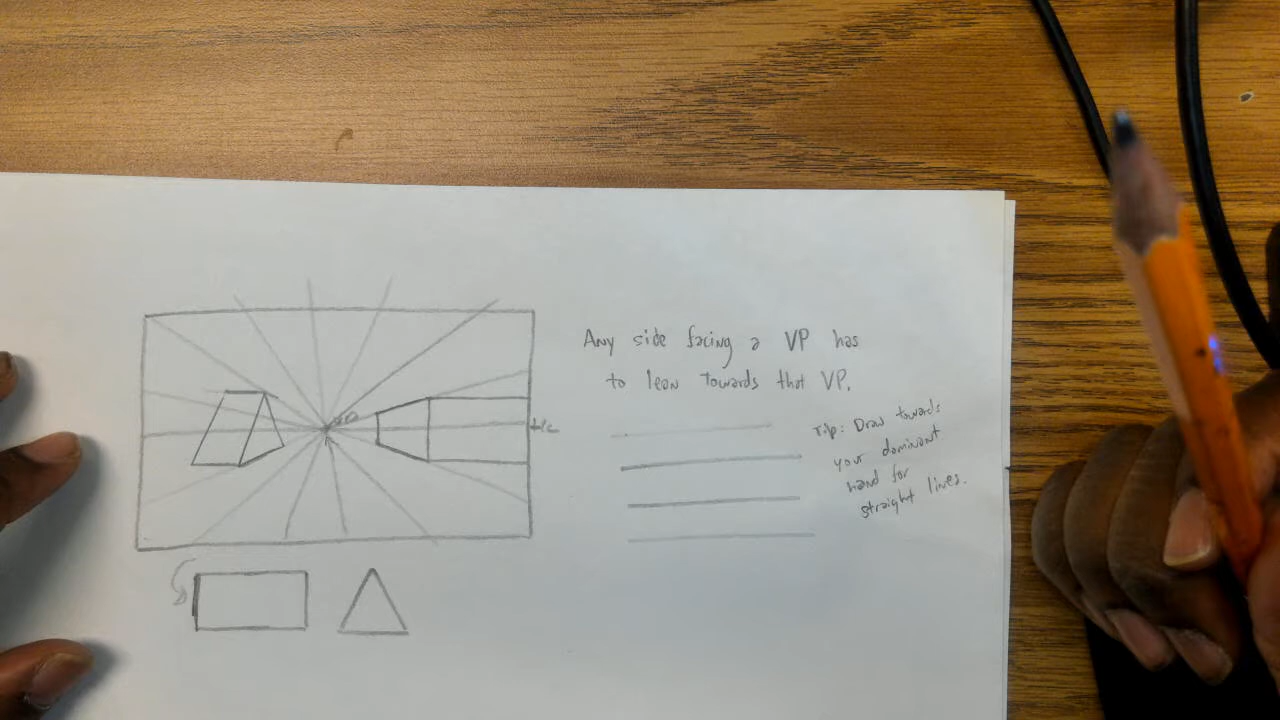 Any side facing a VP has
to lean towards that VP.
Tip: Draw towards
your dominant
hand for
straight lines.